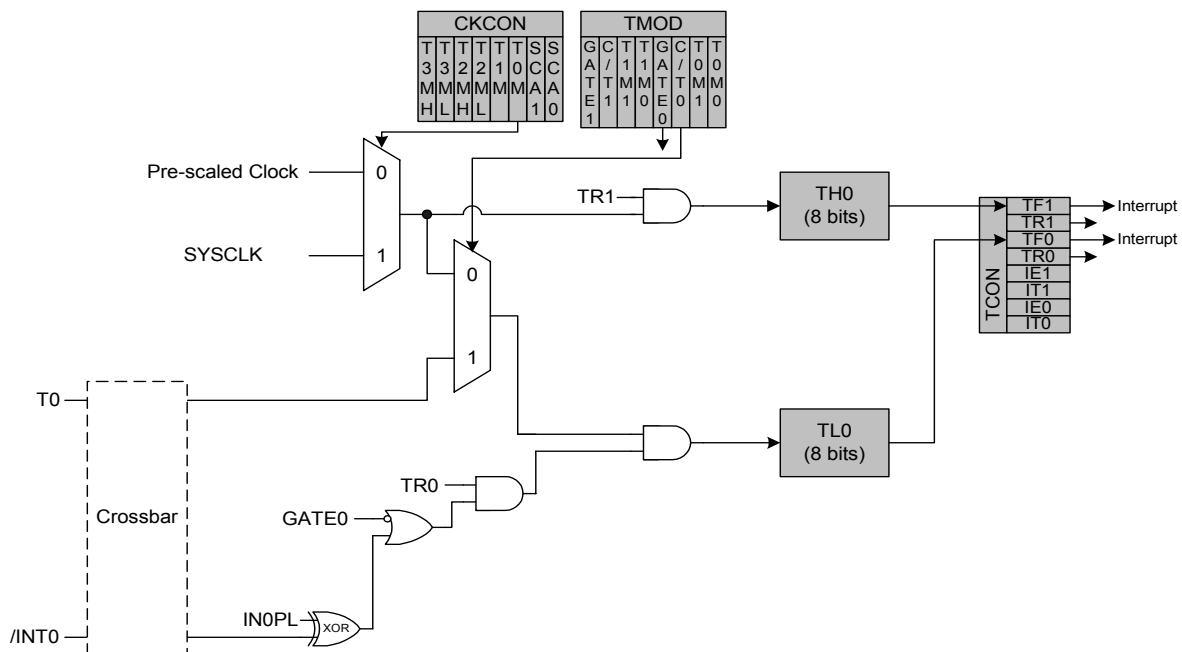 CKCON
T3MH
T3ML
T2MH
T2ML
T1M
T0M
SCA1
SCA0
TMOD
GATE1
C/T1
T1M1
T1M0
GATE0
C/T0
T0M1
T0M0
Pre-scaled Clock
0
SYSCLK
1
TR1
TH0
(8 bits)
TCON
TF1
TR1
TF0
TR0
IE1
IT1
IE0
IT0
Interrupt
Interrupt
0
1
T0
Crossbar
/INT0
TL0
(8 bits)
TR0
GATE0
IN0PL
XOR